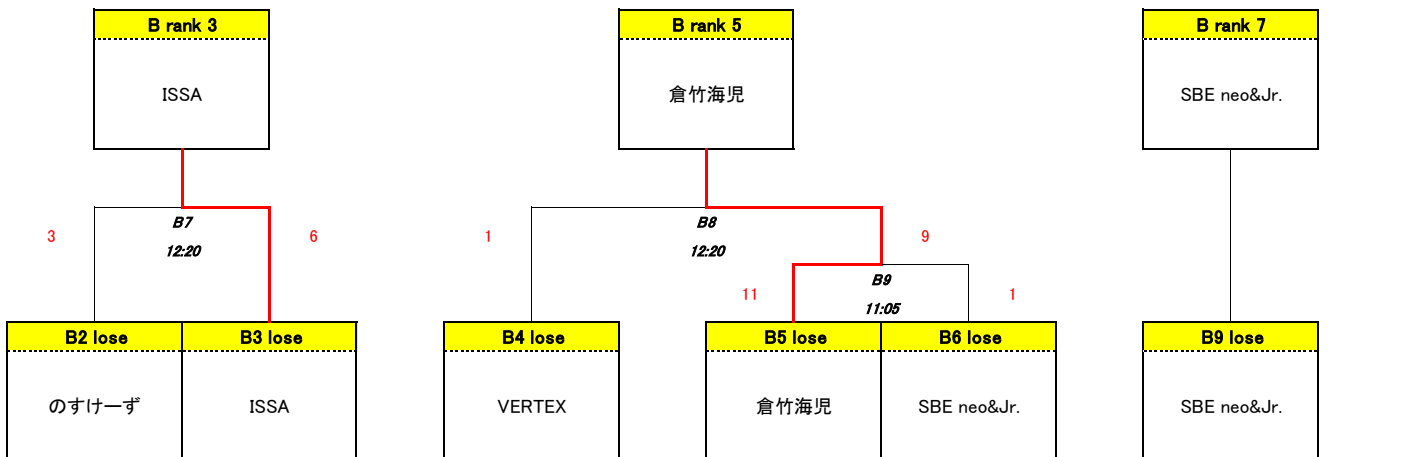 B rank 3
B rank 5
B rank 7
ISSA
倉竹海児
SBE neo&Jr.
B7
B8
3
6
1
9
12:20
12:20
B9
11
1
11:05
B2 lose
B3 lose
B4 lose
B5 lose
B6 lose
B9 lose
のすけーず
ISSA
VERTEX
倉竹海児
SBE neo&Jr.
SBE neo&Jr.